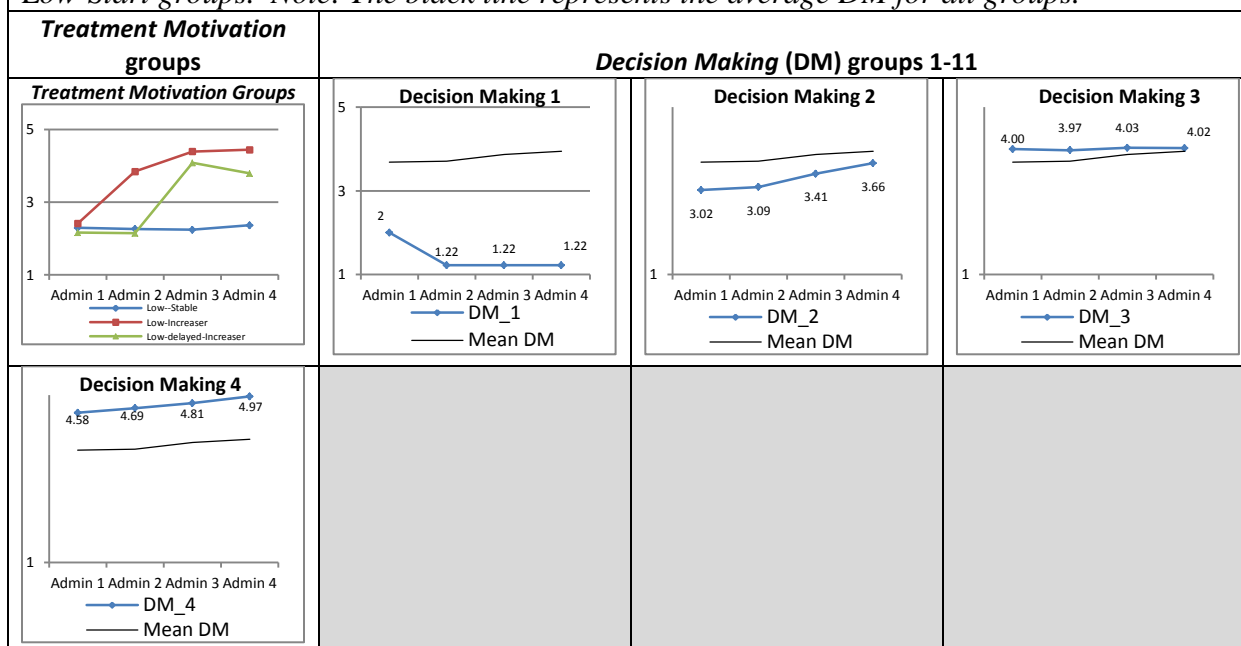 Low-Start groups. Note: The black line represents the average DM for all groups.
Treatment Motivation
groups
Decision Making (DM) groups 1-11
Treatment Motivation Groups
5
3
1
Admin 1 Admin 2 Admin 3 Admin 4
Low--Stable
Low-Increaser
Low-delayed-Increaser
Decision Making 1
5
3
1
2
1.22
1.22
1.22
Admin 1 Admin 2 Admin 3 Admin 4
DM_1
Mean DM
Decision Making 2
3.02
3.09
3.41
3.66
1
Admin 1 Admin 2 Admin 3 Admin 4
DM_2
Mean DM
Decision Making 3
4.00
3.97
4.03
4.02
1
Admin 1 Admin 2 Admin 3 Admin 4
DM_3
Mean DM
Decision Making 4
4.58
4.69
4.81
4.97
1
Admin 1 Admin 2 Admin 3 Admin 4
DM_4
Mean DM